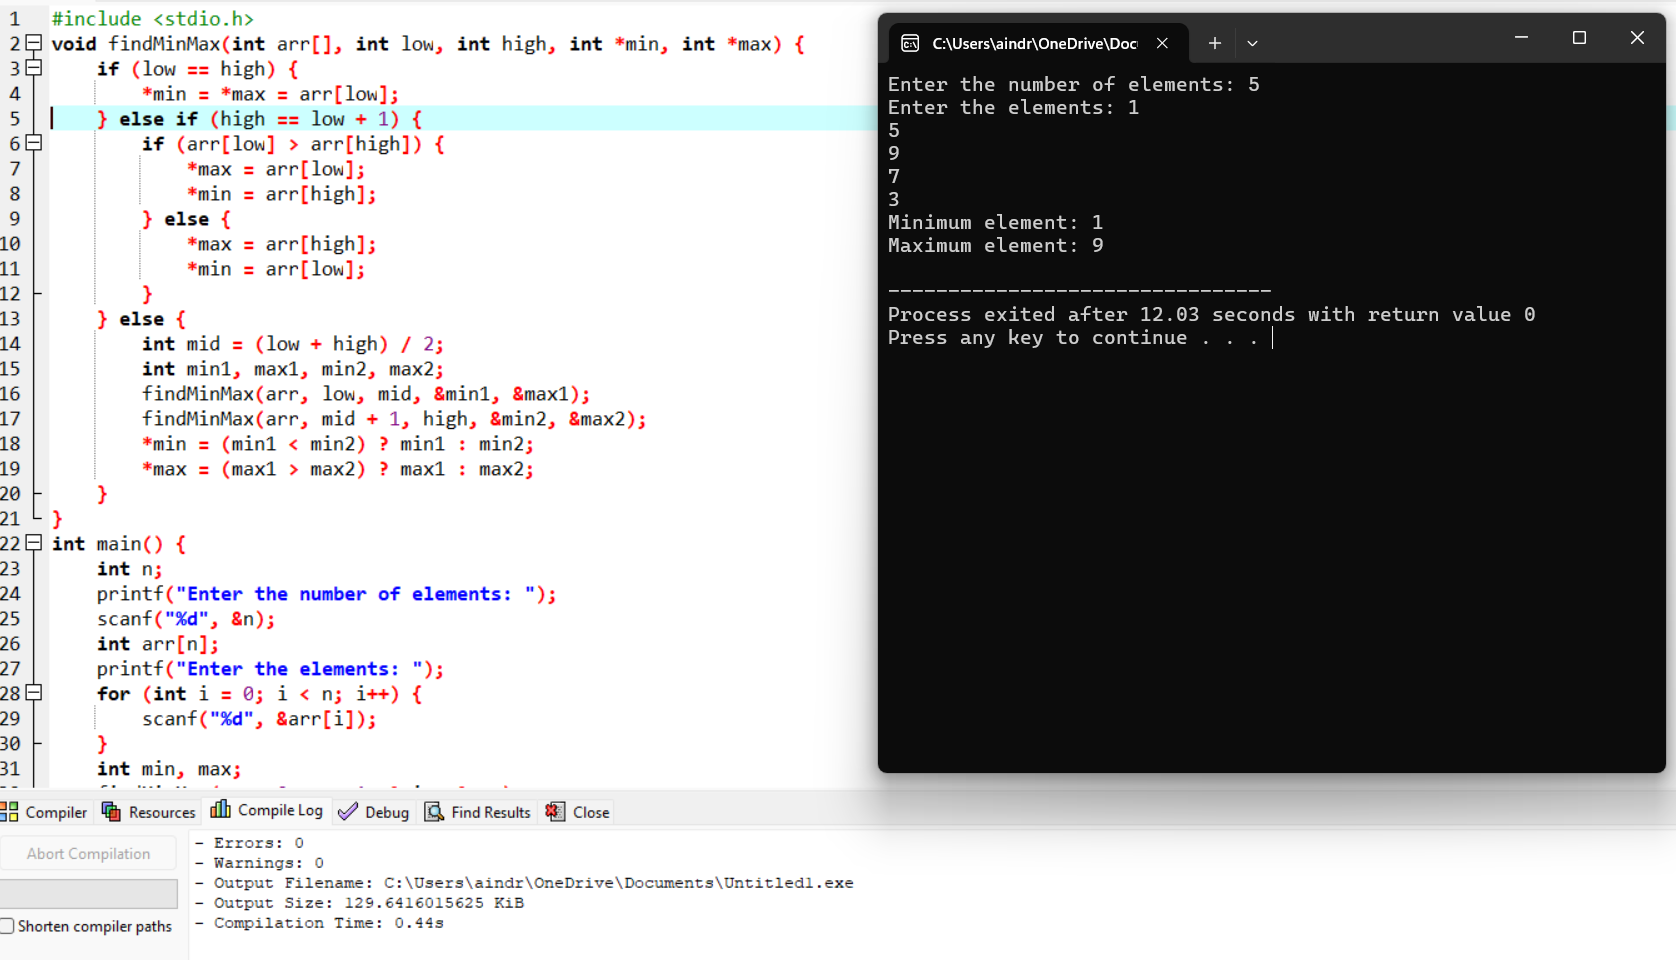 1 #include <stdio.h>
2 void findMinMax(int arr[], int low, int high, int *min, int *max) {
3 if (low == high) {
4 *min = *max = arr[low];
5 } else if (high == low + 1) {
6 if (arr[low] > arr[high]) {
7 *max = arr[low];
8 *min = arr[high];
9 } else {
10 *max = arr[high];
11 *min = arr[low];
12 }
13 } else {
14 int mid = (low + high) / 2;
15 int min1, max1, min2, max2;
16 findMinMax(arr, low, mid, &min1, &max1);
17 findMinMax(arr, mid + 1, high, &min2, &max2);
18 *min = (min1 < min2) ? min1 : min2;
19 *max = (max1 > max2) ? max1 : max2;
20 }
21 }
22 int main() {
23 int n;
24 printf("Enter the number of elements: ");
25 scanf("%d", &n);
26 int arr[n];
27 printf("Enter the elements: ");
28 for (int i = 0; i < n; i++) {
29 scanf("%d", &arr[i]);
30 }
31 int min, max;
C:\Users\aindr\OneDrive\Doc
Enter the number of elements: 5
Enter the elements: 1
5
9
7
3
Minimum element: 1
Maximum element: 9
--------------------------------
Process exited after 12.03 seconds with return value 0
Press any key to continue . . .
Compiler Resources Compile Log Debug Find Results Close
Abort Compilation
Shorten compiler paths
- Errors: 0
- Warnings: 0
- Output Filename: C:\Users\aindr\OneDrive\Documents\Untitled1.exe
- Output Size: 129.6416015625 KiB
- Compilation Time: 0.44s